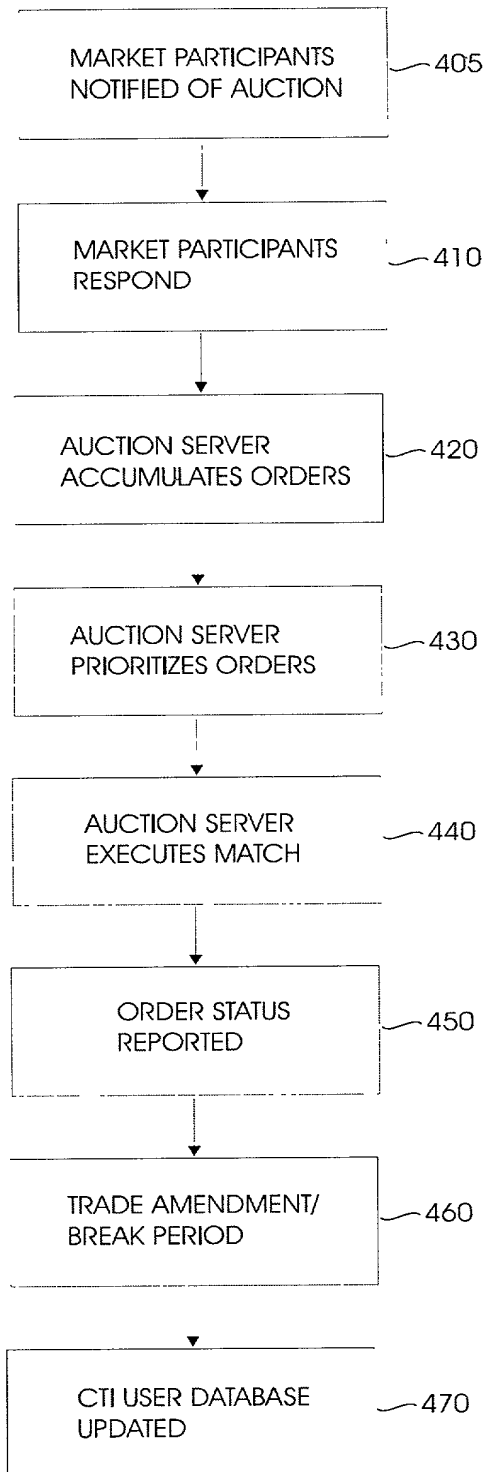 MARKET PARTICIPANTS
NOTIFIED OF AUCTION
405
MARKET PARTICIPANTS
RESPOND
410
AUCTION SERVER
ACCUMULATES ORDERS
420
AUCTION SERVER
PRIORITIZES ORDERS
430
AUCTION SERVER
EXECUTES MATCH
440
ORDER STATUS
REPORTED
450
TRADE AMENDMENT/
BREAK PERIOD
460
CTI USER DATABASE
UPDATED
470